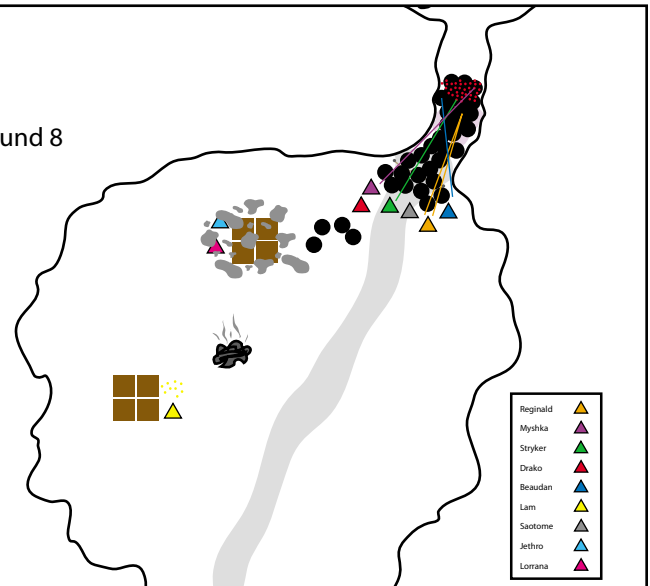 und 8
Reginald
Myshka
Stryker
Drako
Beaudan
Lam
Saotome
Jethro
Lorrana